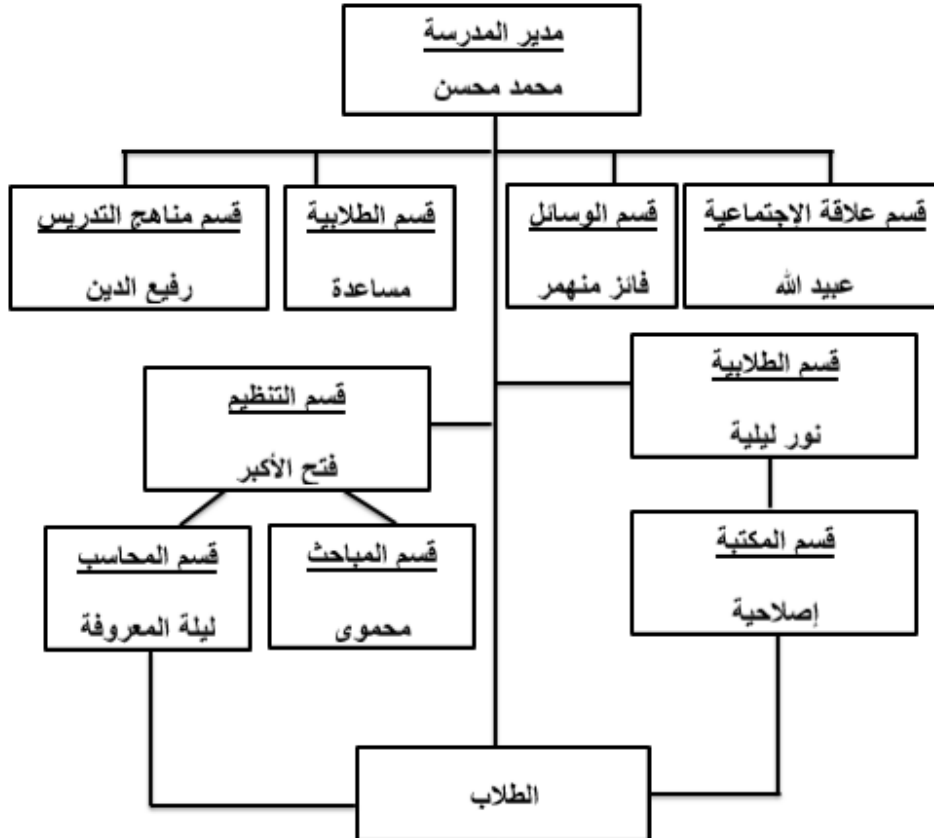 مدير المدرسة
محمد محسن
قسم علاقة الإجتماعية
عبيد الله
قسم الوسائل
فائز منهمر
قسم الطلابية
مساعدة
قسم مناهج التدريس
رفيع الدين
قسم الطلابية
نور ليلية
قسم التنظيم
فتح الأكبر
قسم المكتبة
إصلاحية
قسم المباحث
محموى
قسم المحاسب
ليلة المعروفة
الطلاب